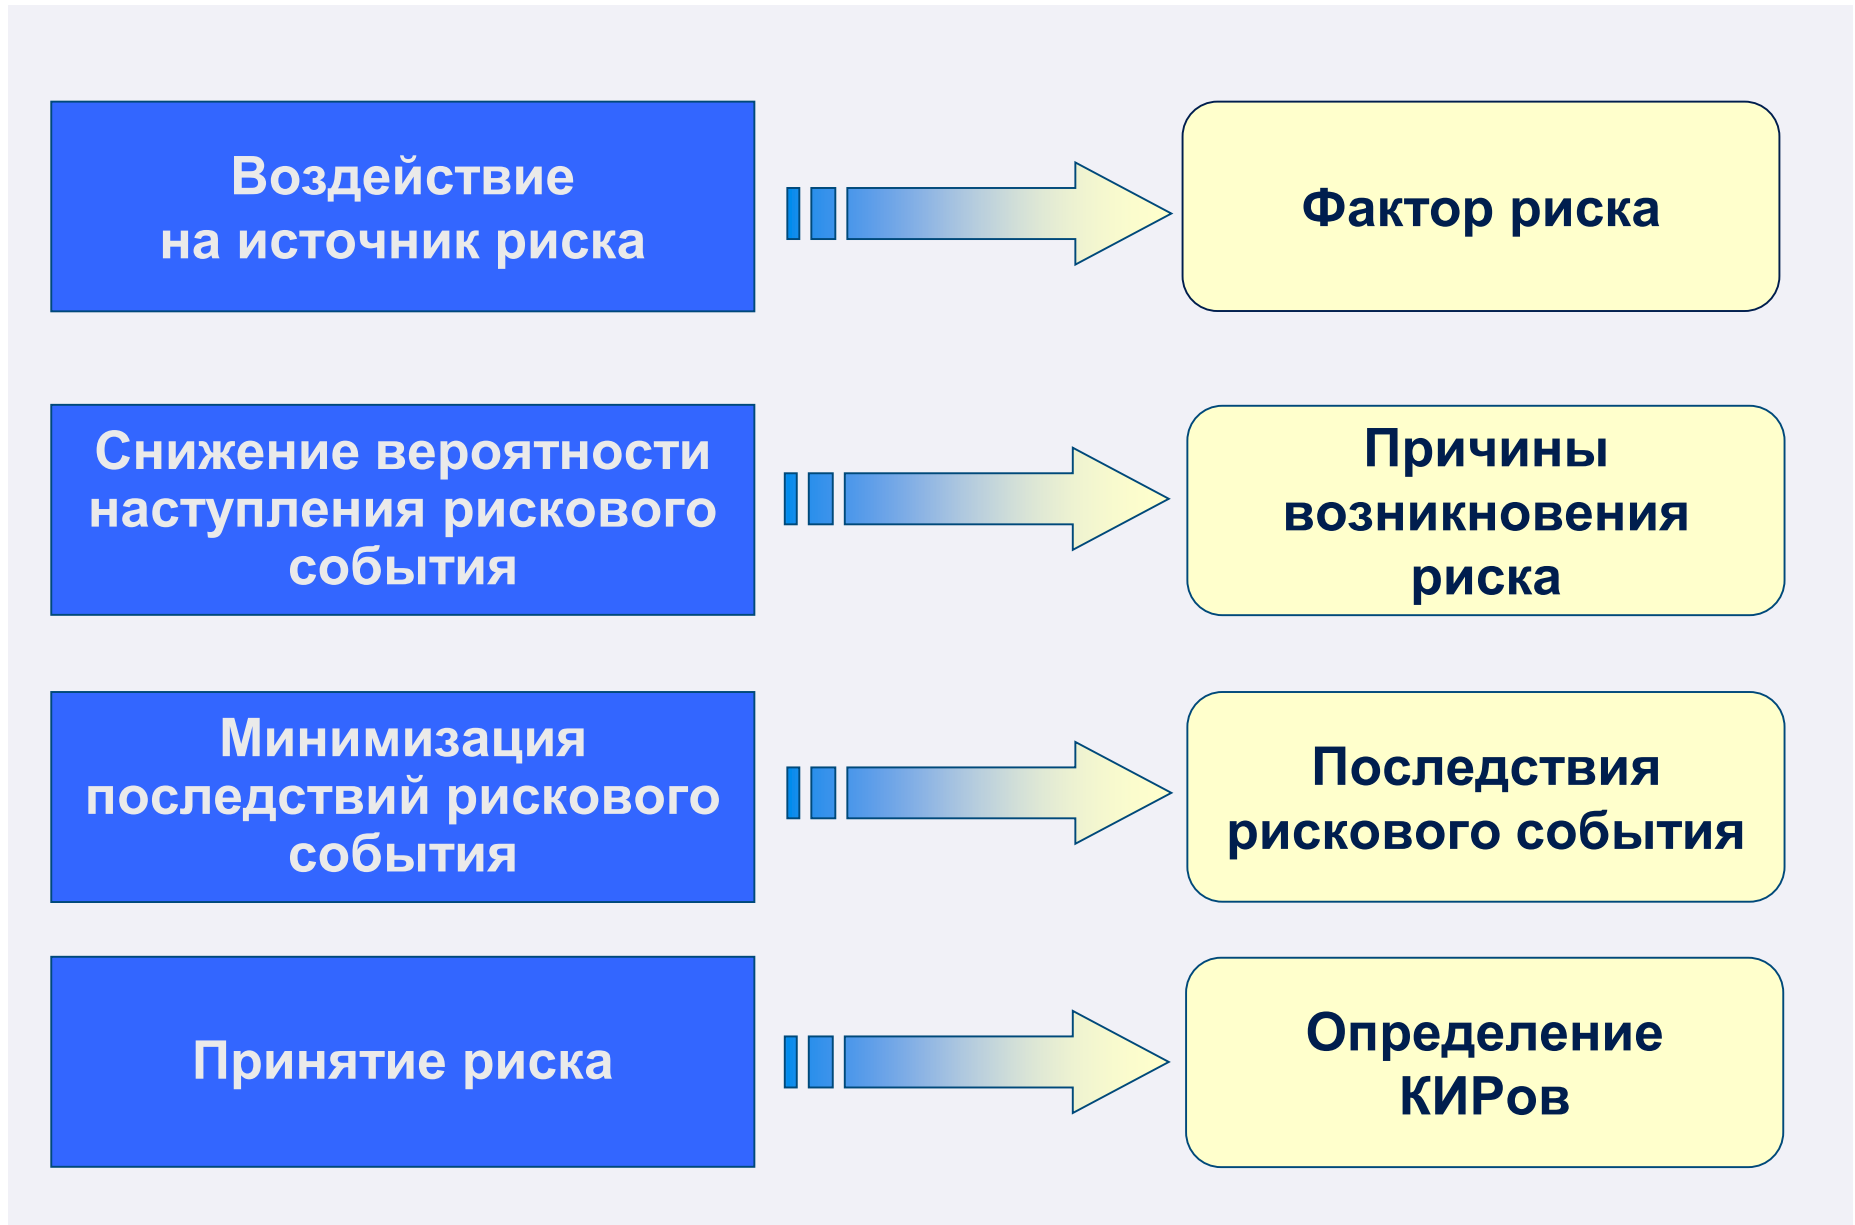 Воздействие
на источник риска
Фактор риска
Снижение вероятности
наступления рискового
события
Причины
возникновения
риска
Минимизация
последствий рискового
события
Последствия
рискового события
Принятие риска
Определение
КИРов